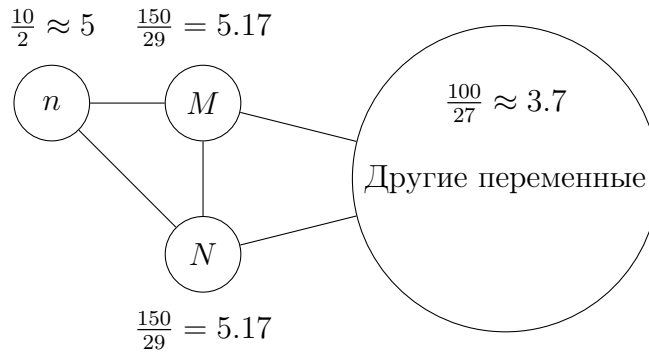 10/2 ≈ 5
150/29 = 5.17
n
M
100/27 ≈ 3.7
Другие переменные
N
150/29 = 5.17